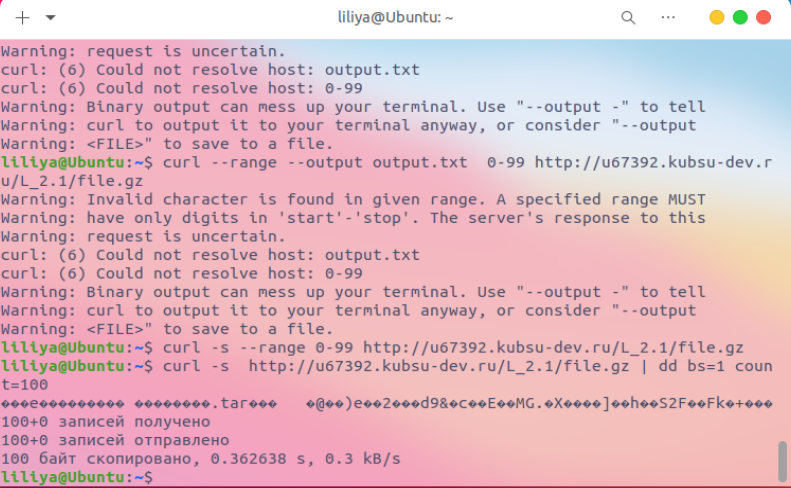 liliya@Ubuntu: ~
Warning: request is uncertain.
curl: (6) Could not resolve host: output.txt
curl: (6) Could not resolve host: 0-99
Warning: Binary output can mess up your terminal. Use "--output -" to tell
Warning: curl to output it to your terminal anyway, or consider "--output
Warning: <FILE>" to save to a file.
liliya@Ubuntu:~$ curl --range --output output.txt  0-99 http://u67392.kubsu-dev.r
u/L_2.1/file.gz
Warning: Invalid character is found in given range. A specified range MUST
Warning: have only digits in 'start'-'stop'. The server's response to this
Warning: request is uncertain.
curl: (6) Could not resolve host: output.txt
curl: (6) Could not resolve host: 0-99
Warning: Binary output can mess up your terminal. Use "--output -" to tell
Warning: curl to output it to your terminal anyway, or consider "--output
Warning: <FILE>" to save to a file.
liliya@Ubuntu:~$ curl -s --range 0-99 http://u67392.kubsu-dev.ru/L_2.1/file.gz
liliya@Ubuntu:~$ curl -s  http://u67392.kubsu-dev.ru/L_2.1/file.gz | dd bs=1 coun
t=100
���e��������� ��������.tar���   �@��)e��2���d9&�c��E��MG.�X����]��h��S2F��Fk�+���
100+0 записей получено
100+0 записей отправлено
100 байт скопировано, 0.362638 s, 0.3 kB/s
liliya@Ubuntu:~$